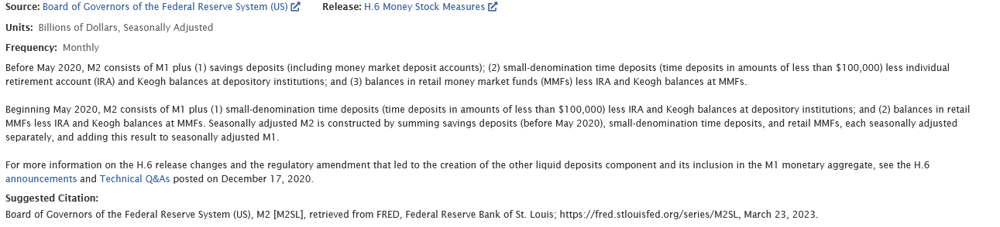 Source: Board of Governors of the Federal Reserve System (US) Release: H.6 Money Stock Measures
Units: Billions of Dollars, Seasonally Adjusted
Frequency: Monthly
Before May 2020, M2 consists of M1 plus (1) savings deposits (including money market deposit accounts); (2) small-denomination time deposits (time deposits in amounts of less than $100,000) less individual
retirement account (IRA) and Keogh balances at depository institutions; and (3) balances in retail money market funds (MMFs) less IRA and Keogh balances at MMFs.
Beginning May 2020, M2 consists of M1 plus (1) small-denomination time deposits (time deposits in amounts of less than $100,000) less IRA and Keogh balances at depository institutions; and (2) balances in retail
MMFs less IRA and Keogh balances at MMFs. Seasonally adjusted M2 is constructed by summing savings deposits (before May 2020), small-denomination time deposits, and retail MMFs, each seasonally adjusted
separately, and adding this result to seasonally adjusted M1.
For more information on the H.6 release changes and the regulatory amendment that led to the creation of the other liquid deposits component and its inclusion in the M1 monetary aggregate, see the H.6
announcements and Technical Q&As posted on December 17, 2020.
Suggested Citation:
Board of Governors of the Federal Reserve System (US), M2 [M2SL], retrieved from FRED, Federal Reserve Bank of St. Louis; https://fred.stlouisfed.org/series/M2SL, March 23, 2023.